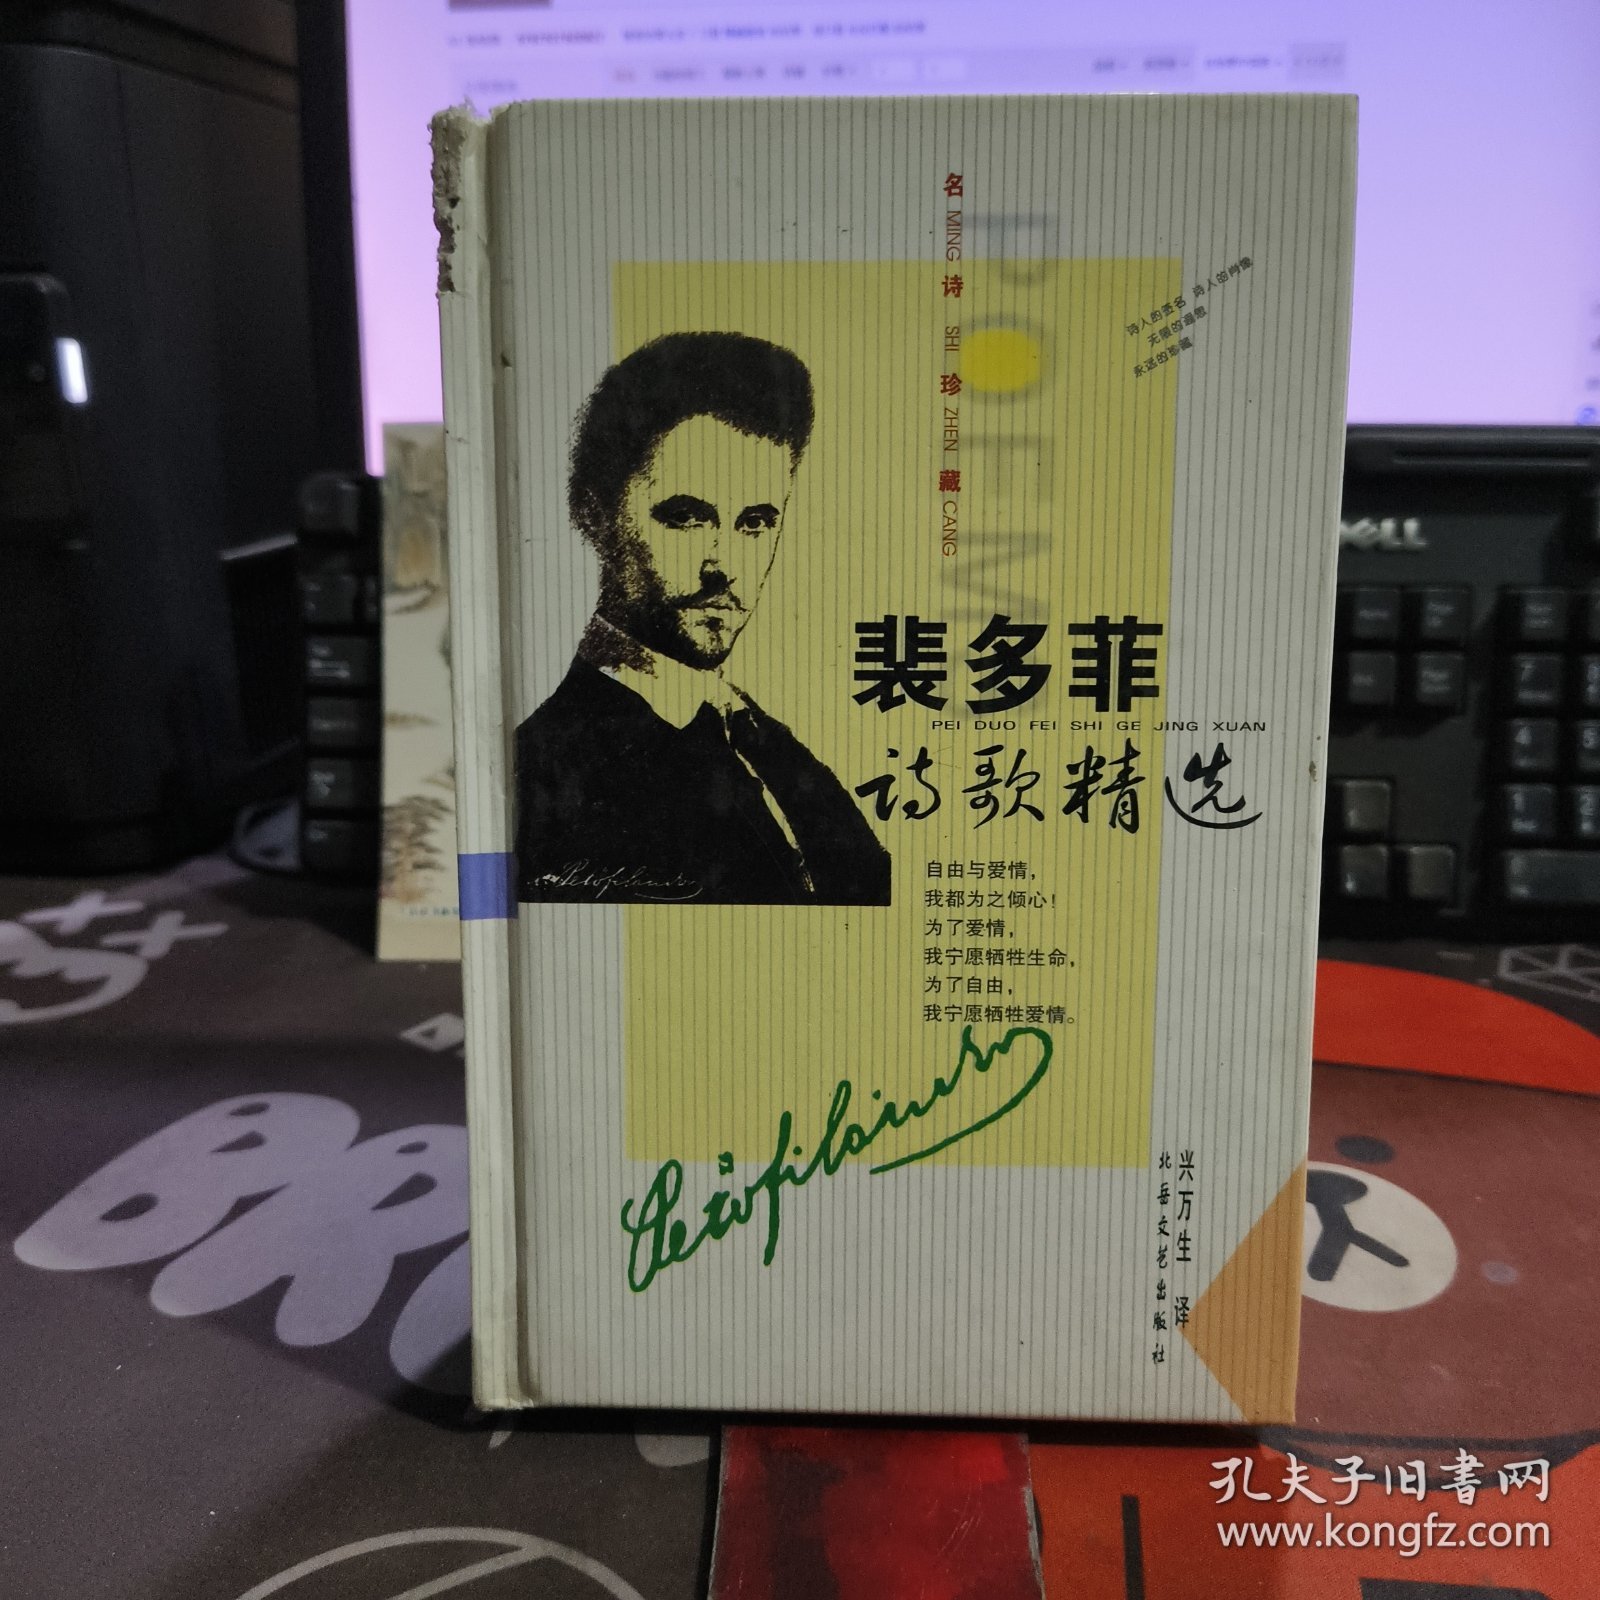 名 MING 诗 SHI 珍 ZHEN 藏 CANG
POEMS
诗人的签名 诗人的肖像
无限的遐想
永远的珍藏
裴多菲
PEI DUO FEI SHI GE JING XUAN
诗歌精选
自由与爱情，
我都为之倾心！
为了爱情，
我宁愿牺牲生命，
为了自由，
我宁愿牺牲爱情。
兴万生 译
北岳文艺出版社
DELL
孔夫子旧书网
www.kongfz.com